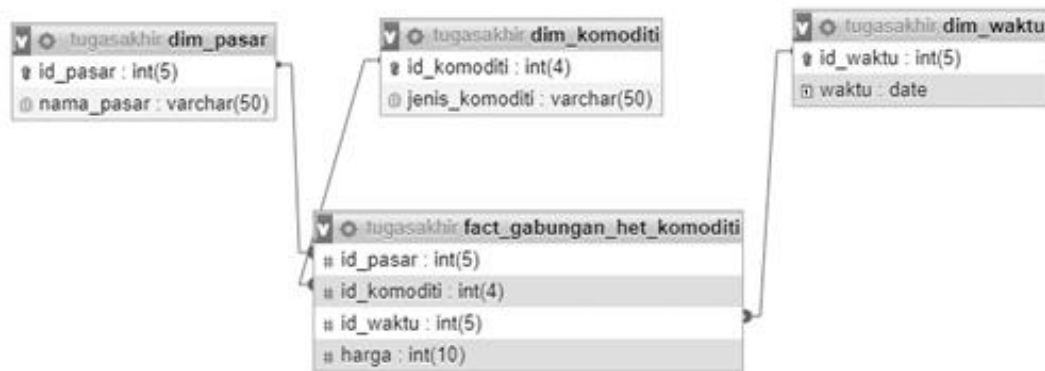 tugasakhir dim_pasar
id_pasar : int(5)
nama_pasar : varchar(50)
tugasakhir dim_komoditi
id_komoditi : int(4)
jenis_komoditi : varchar(50)
tugasakhir dim_waktu
id_waktu : int(5)
waktu : date
tugasakhir fact_gabungan_het_komoditi
# id_pasar : int(5)
# id_komoditi : int(4)
# id_waktu : int(5)
# harga : int(10)